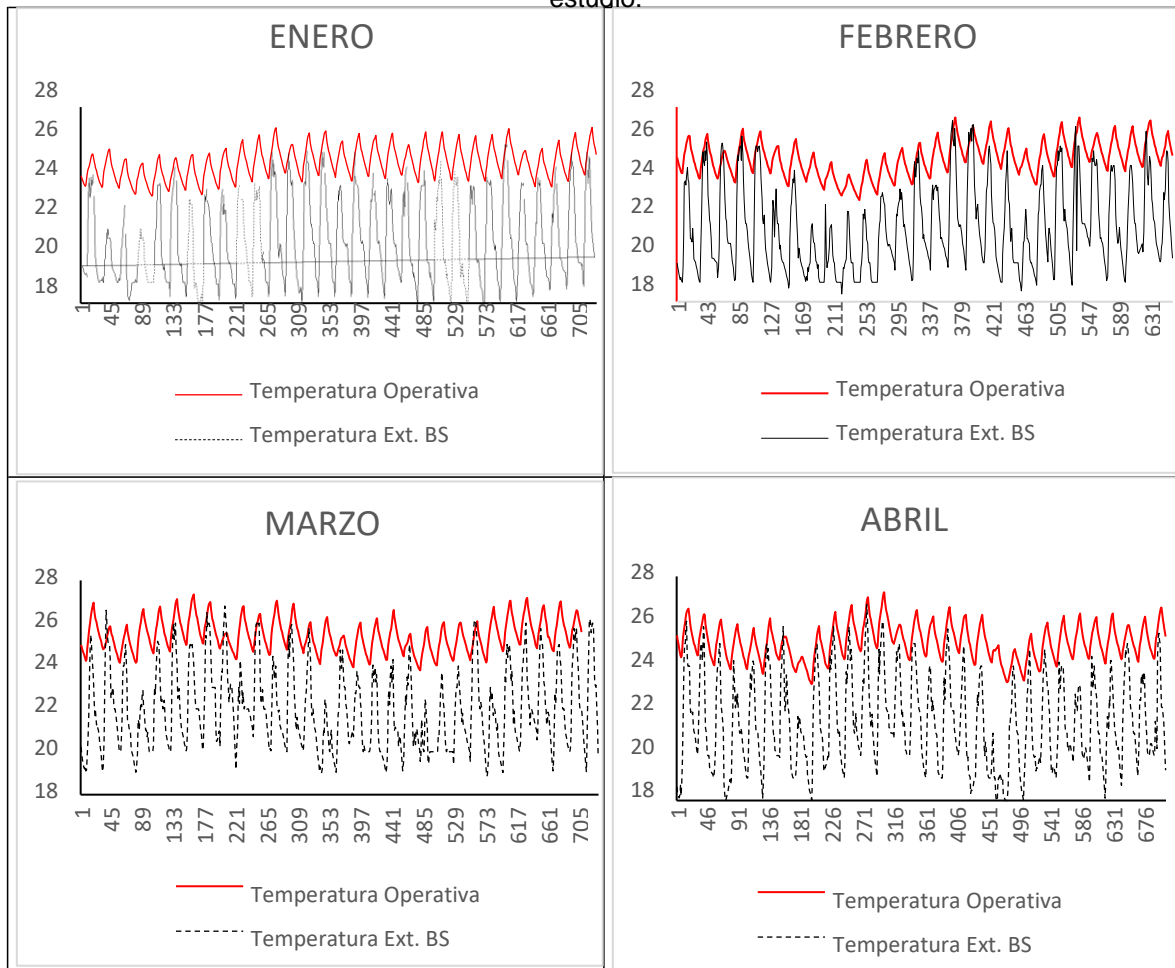 estudio.
ENERO
28
26
24
22
20
18
1 45 89 133 177 221 265 309 353 397 441 485 529 573 617 661 705
Temperatura Operativa
Temperatura Ext. BS
FEBRERO
28
26
24
22
20
18
1 43 85 127 169 211 253 295 337 379 421 463 505 547 589 631
Temperatura Operativa
Temperatura Ext. BS
MARZO
28
26
24
22
20
18
1 45 89 133 177 221 265 309 353 397 441 485 529 573 617 661 705
Temperatura Operativa
Temperatura Ext. BS
ABRIL
28
26
24
22
20
18
1 46 91 136 181 226 271 316 361 406 451 496 541 586 631 676
Temperatura Operativa
Temperatura Ext. BS